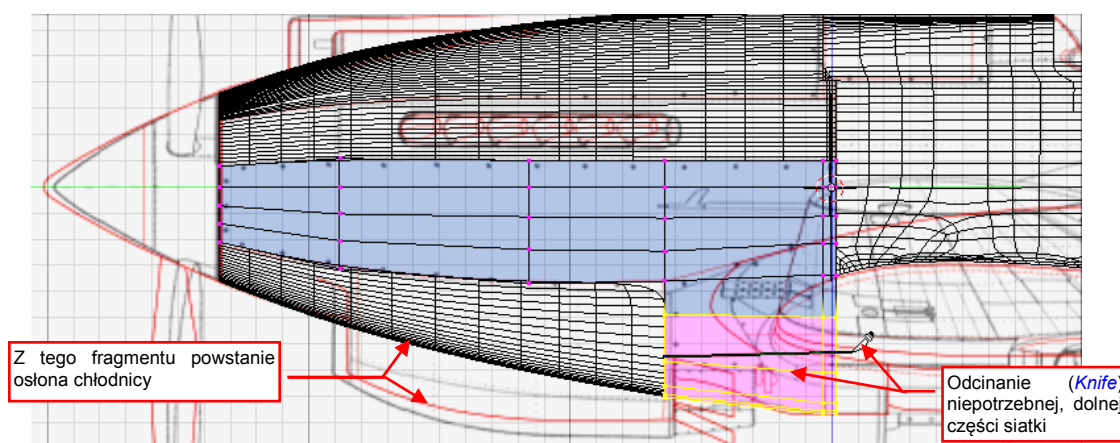 Z tego fragmentu powstanie
osłona chłodnicy
Odcinanie (Knife)
niepotrzebnej, dolnej
części siatki